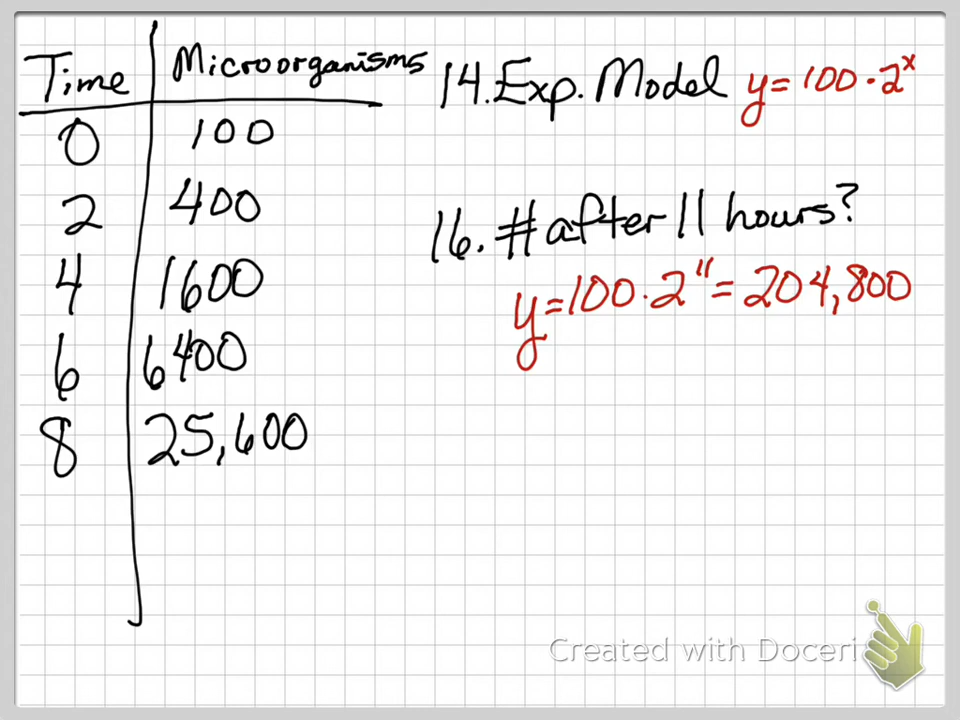 Time Microorganisms
0 100
2 400
4 1600
6 6400
8 25,600
14. Exp. Model y = 100 · 2^x
16. # after 11 hours?
y = 100 · 2^11 = 204,800
Created with Doceri